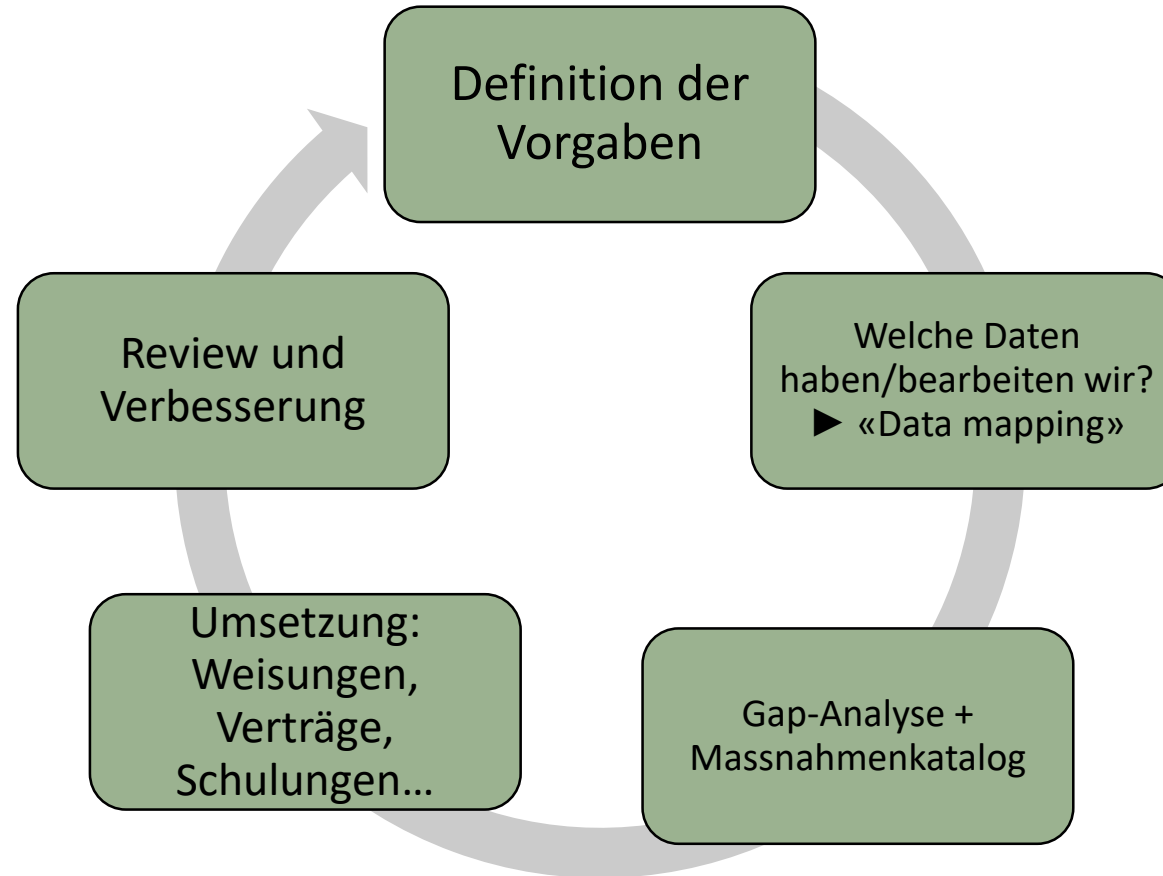 Definition der
Vorgaben
Welche Daten
haben/bearbeiten wir?
► «Data mapping»
Gap-Analyse +
Massnahmenkatalog
Umsetzung:
Weisungen,
Verträge,
Schulungen…
Review und
Verbesserung